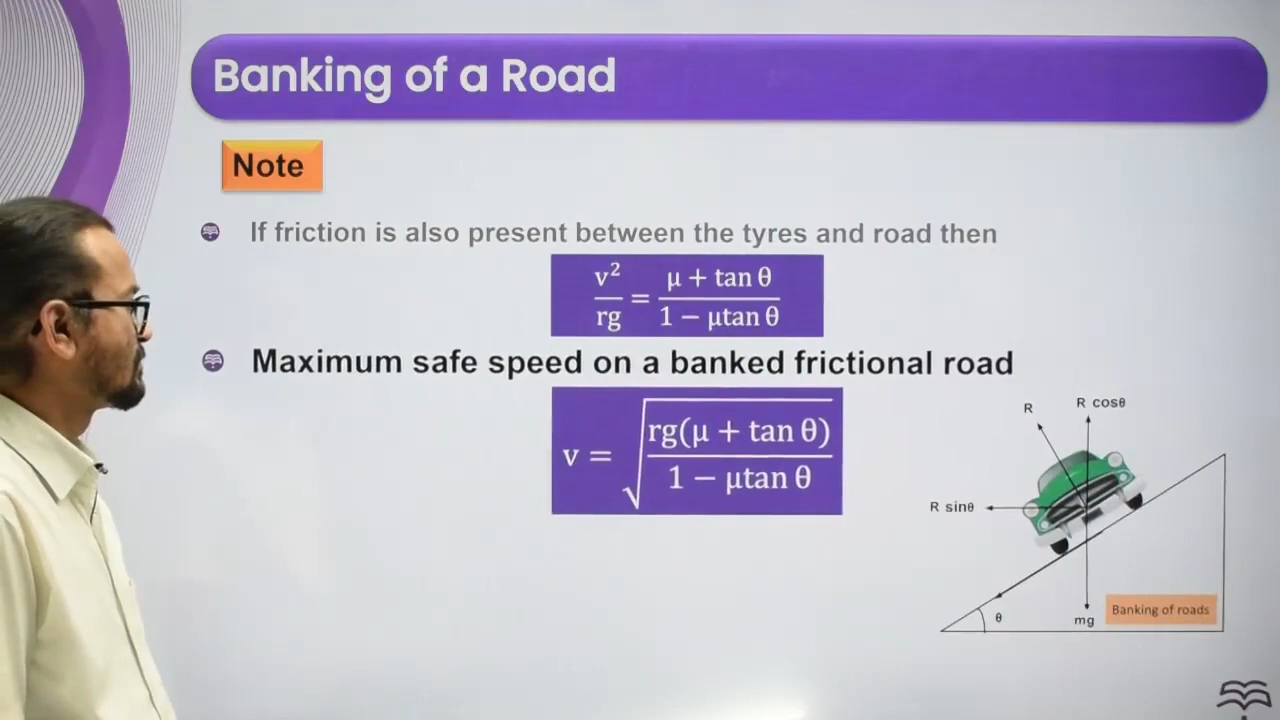 Banking of a Road
Note
If friction is also present between the tyres and road then
v²/rg = μ + tan θ/1 − μtan θ
Maximum safe speed on a banked frictional road
v = √rg(μ + tan θ)/1 − μtan θ
R
R cosθ
R sinθ
θ
mg
Banking of roads